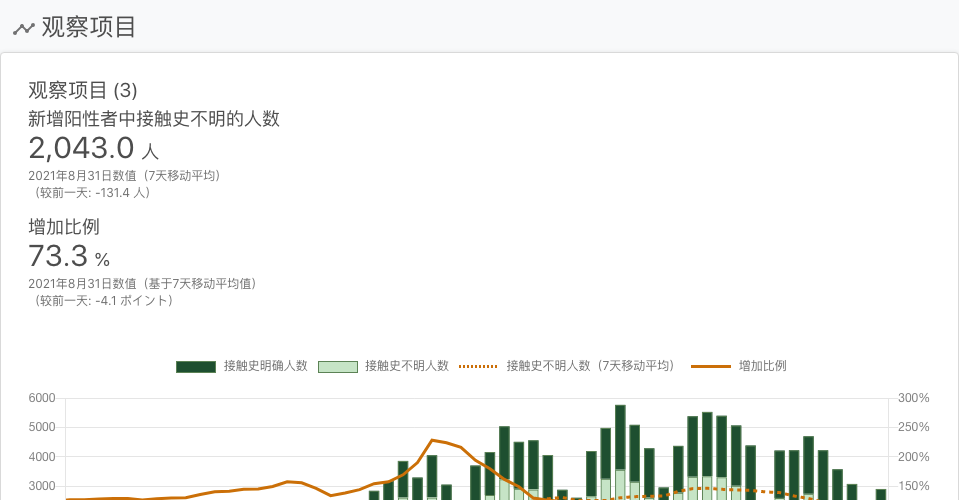 观察项目
观察项目 (3)
新增阳性者中接触史不明的人数
2,043.0 人
2021年8月31日数值（7天移动平均）
（较前一天: -131.4 人）
增加比例
73.3 %
2021年8月31日数值（基于7天移动平均值）
（较前一天: -4.1 ポイント）
接触史明确人数 接触史不明人数 接触史不明人数（7天移动平均） 增加比例
6000 300%
5000 250%
4000 200%
3000 150%